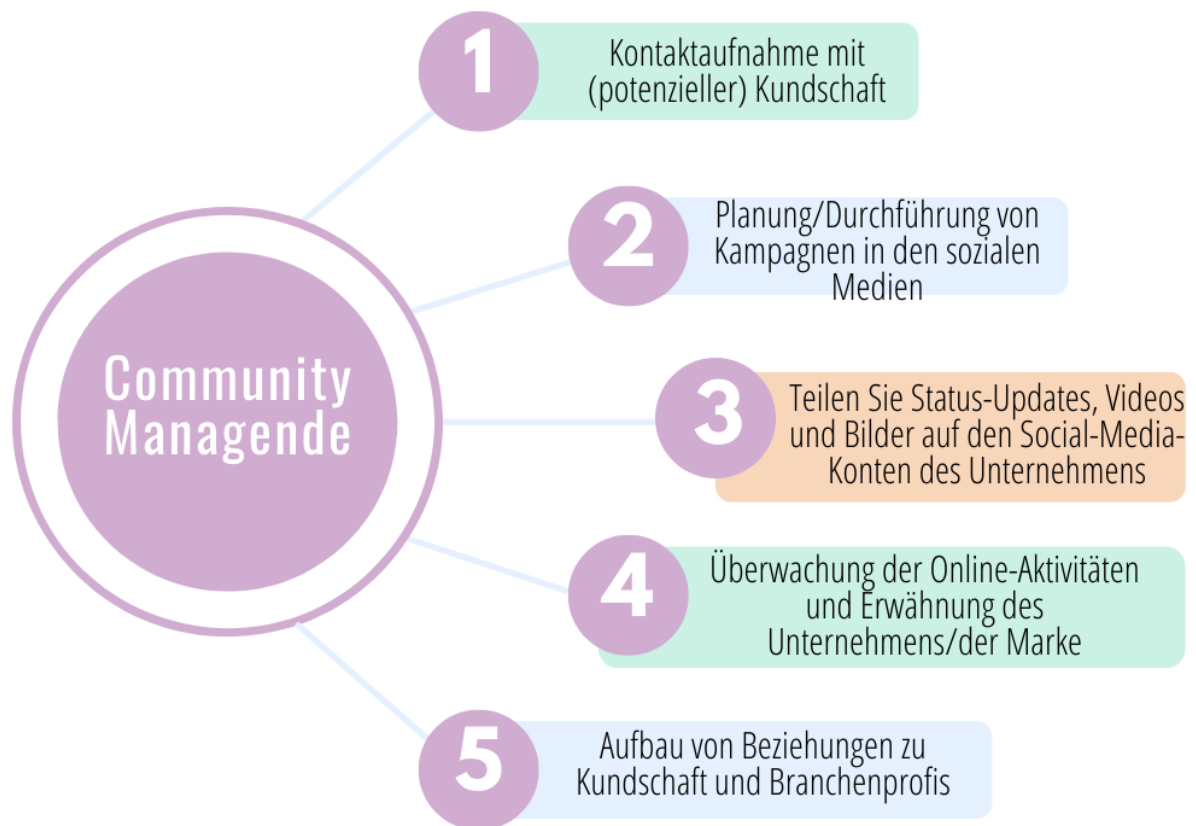 1
Kontaktaufnahme mit
(potenzieller) Kundschaft
2
Planung/Durchführung von
Kampagnen in den sozialen
Medien
Community
Managende
3
Teilen Sie Status-Updates, Videos
und Bilder auf den Social-Media-
Konten des Unternehmens
4
Überwachung der Online-Aktivitäten
und Erwähnung des
Unternehmens/der Marke
5
Aufbau von Beziehungen zu
Kundschaft und Branchenprofis